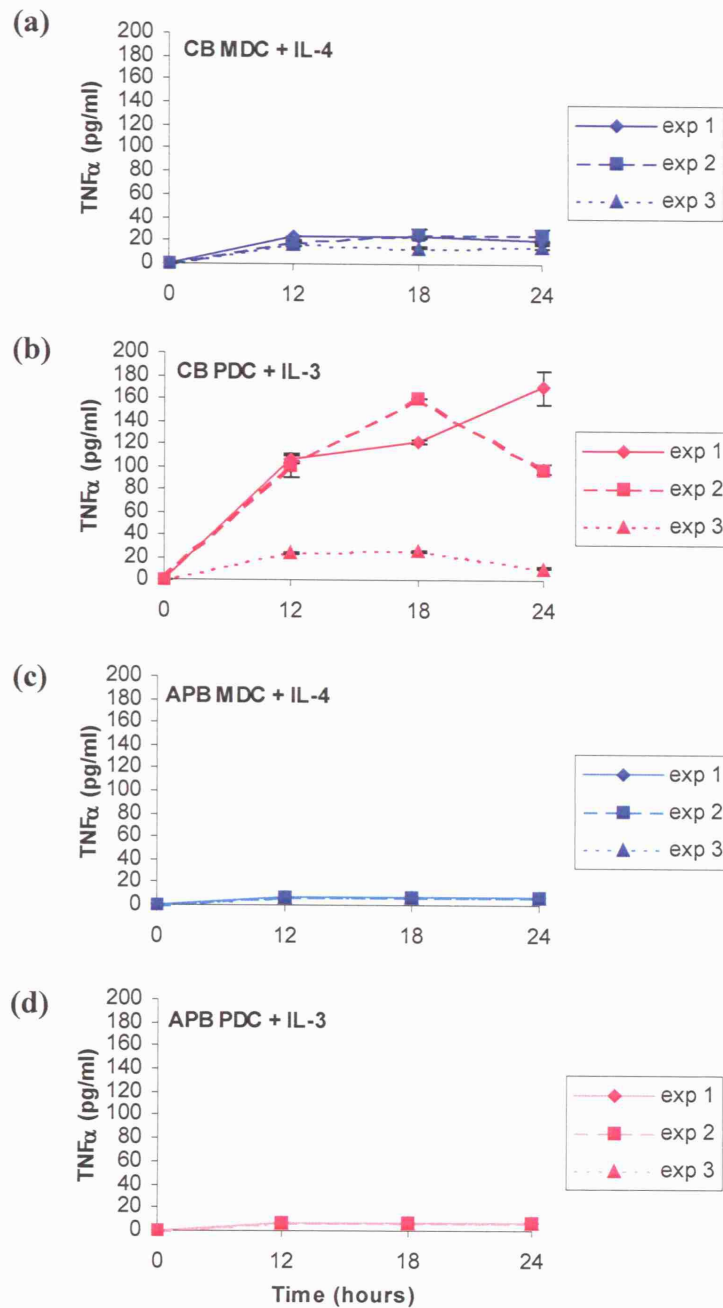 (a)
CB MDC + IL-4
TNFα (pg/ml)
200
180
160
140
120
100
80
60
40
20
0
0 12 18 24
exp 1
exp 2
exp 3
(b)
CB PDC + IL-3
TNFα (pg/ml)
200
180
160
140
120
100
80
60
40
20
0
0 12 18 24
exp 1
exp 2
exp 3
(c)
APB MDC + IL-4
TNFα (pg/ml)
200
180
160
140
120
100
80
60
40
20
0
0 12 18 24
exp 1
exp 2
exp 3
(d)
APB PDC + IL-3
TNFα (pg/ml)
200
180
160
140
120
100
80
60
40
20
0
0 12 18 24
Time (hours)
exp 1
exp 2
exp 3